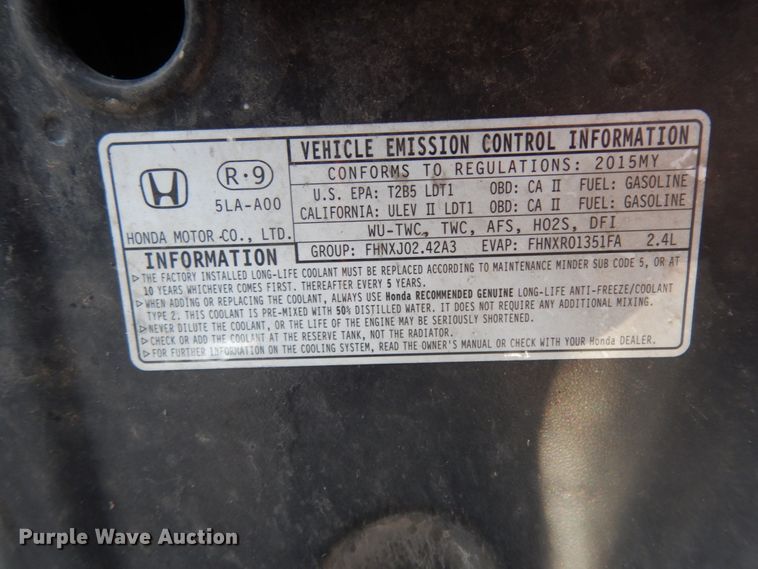 VEHICLE EMISSION CONTROL INFORMATION
CONFORMS TO REGULATIONS: 2015MY
R·9
5LA-A00
U.S. EPA: T2B5 LDT1 OBD: CA II FUEL: GASOLINE
CALIFORNIA: ULEV II LDT1 OBD: CA II FUEL: GASOLINE
HONDA MOTOR CO., LTD.
WU-TWC, TWC, AFS, HO2S, DFI
GROUP: FHNXJ02.42A3 EVAP: FHNXR01351FA 2.4L
INFORMATION
▷THE FACTORY INSTALLED LONG-LIFE COOLANT MUST BE REPLACED ACCORDING TO MAINTENANCE MINDER SUB CODE 5, OR AT
10 YEARS WHICHEVER COMES FIRST. THEREAFTER EVERY 5 YEARS.
▷WHEN ADDING OR REPLACING THE COOLANT, ALWAYS USE Honda RECOMMENDED GENUINE LONG-LIFE ANTI-FREEZE/COOLANT
TYPE 2. THIS COOLANT IS PRE-MIXED WITH 50% DISTILLED WATER. IT DOES NOT REQUIRE ANY ADDITIONAL MIXING.
▷NEVER DILUTE THE COOLANT, OR THE LIFE OF THE ENGINE MAY BE SERIOUSLY SHORTENED.
▷CHECK OR ADD THE COOLANT AT THE RESERVE TANK, NOT THE RADIATOR.
▷FOR FURTHER INFORMATION ON THE COOLING SYSTEM, READ THE OWNER'S MANUAL OR CHECK WITH YOUR Honda DEALER.
Purple Wave Auction